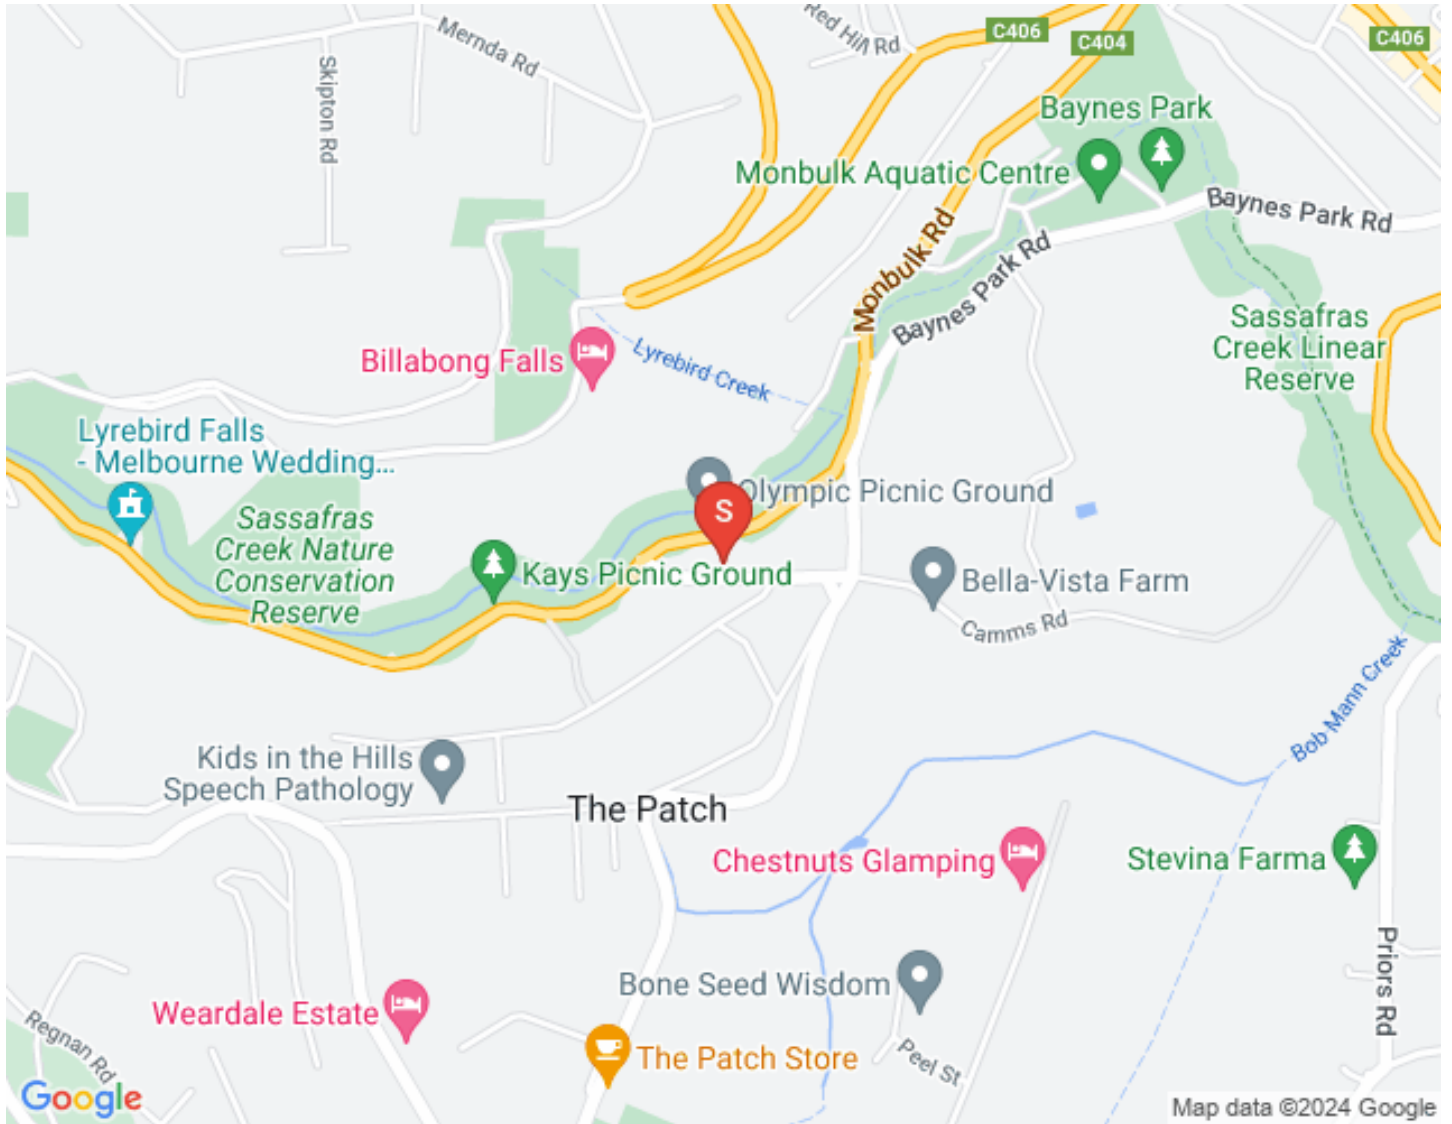 Red Hill Rd
C406
C404
C406
Mernda Rd
Skipton Rd
Baynes Park
Monbulk Aquatic Centre
Baynes Park Rd
Monbulk Rd
Baynes Park Rd
Sassafras
Creek Linear
Reserve
Billabong Falls
Lyrebird Creek
Lyrebird Falls
- Melbourne Wedding...
Olympic Picnic Ground
S
Sassafras
Creek Nature
Conservation
Reserve
Kays Picnic Ground
Bella-Vista Farm
Camms Rd
Bob Mann Creek
Kids in the Hills
Speech Pathology
The Patch
Chestnuts Glamping
Stevina Farma
Priors Rd
Bone Seed Wisdom
Weardale Estate
Regnan Rd
The Patch Store
Peel St
Google
Map data ©2024 Google